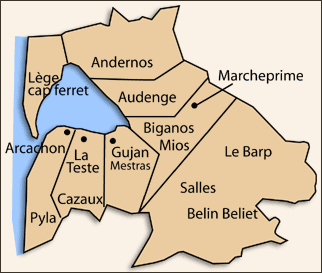 Andernos
Lège
cap ferret
Marcheprime
Audenge
Biganos
Mios
Arcachon
La
Teste
Gujan
Mestras
Le Barp
Cazaux
Salles
Pyla
Belin Beliet